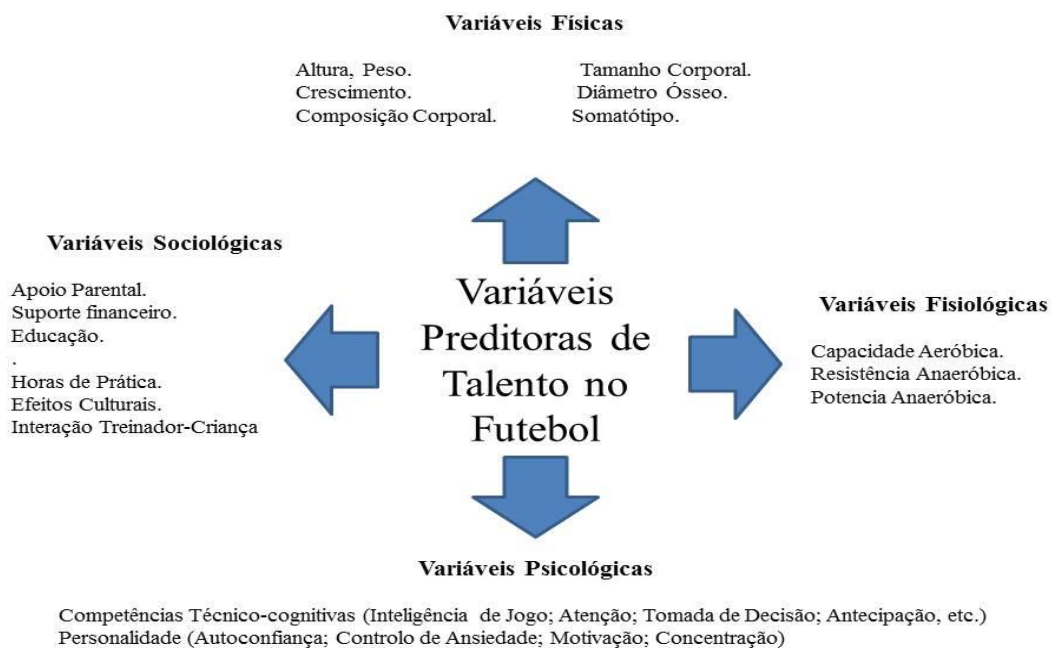 Variáveis Físicas
Altura, Peso.
Crescimento.
Composição Corporal.
Tamanho Corporal.
Diâmetro Ósseo.
Somatótipo.
Variáveis Sociológicas
Apoio Parental.
Suporte financeiro.
Educação.
.
Horas de Prática.
Efeitos Culturais.
Interação Treinador-Criança
Variáveis
Preditoras de
Talento no
Futebol
Variáveis Fisiológicas
Capacidade Aeróbica.
Resistência Anaeróbica.
Potencia Anaeróbica.
Variáveis Psicológicas
Competências Técnico-cognitivas (Inteligência de Jogo; Atenção; Tomada de Decisão; Antecipação, etc.)
Personalidade (Autoconfiança; Controlo de Ansiedade; Motivação; Concentração)